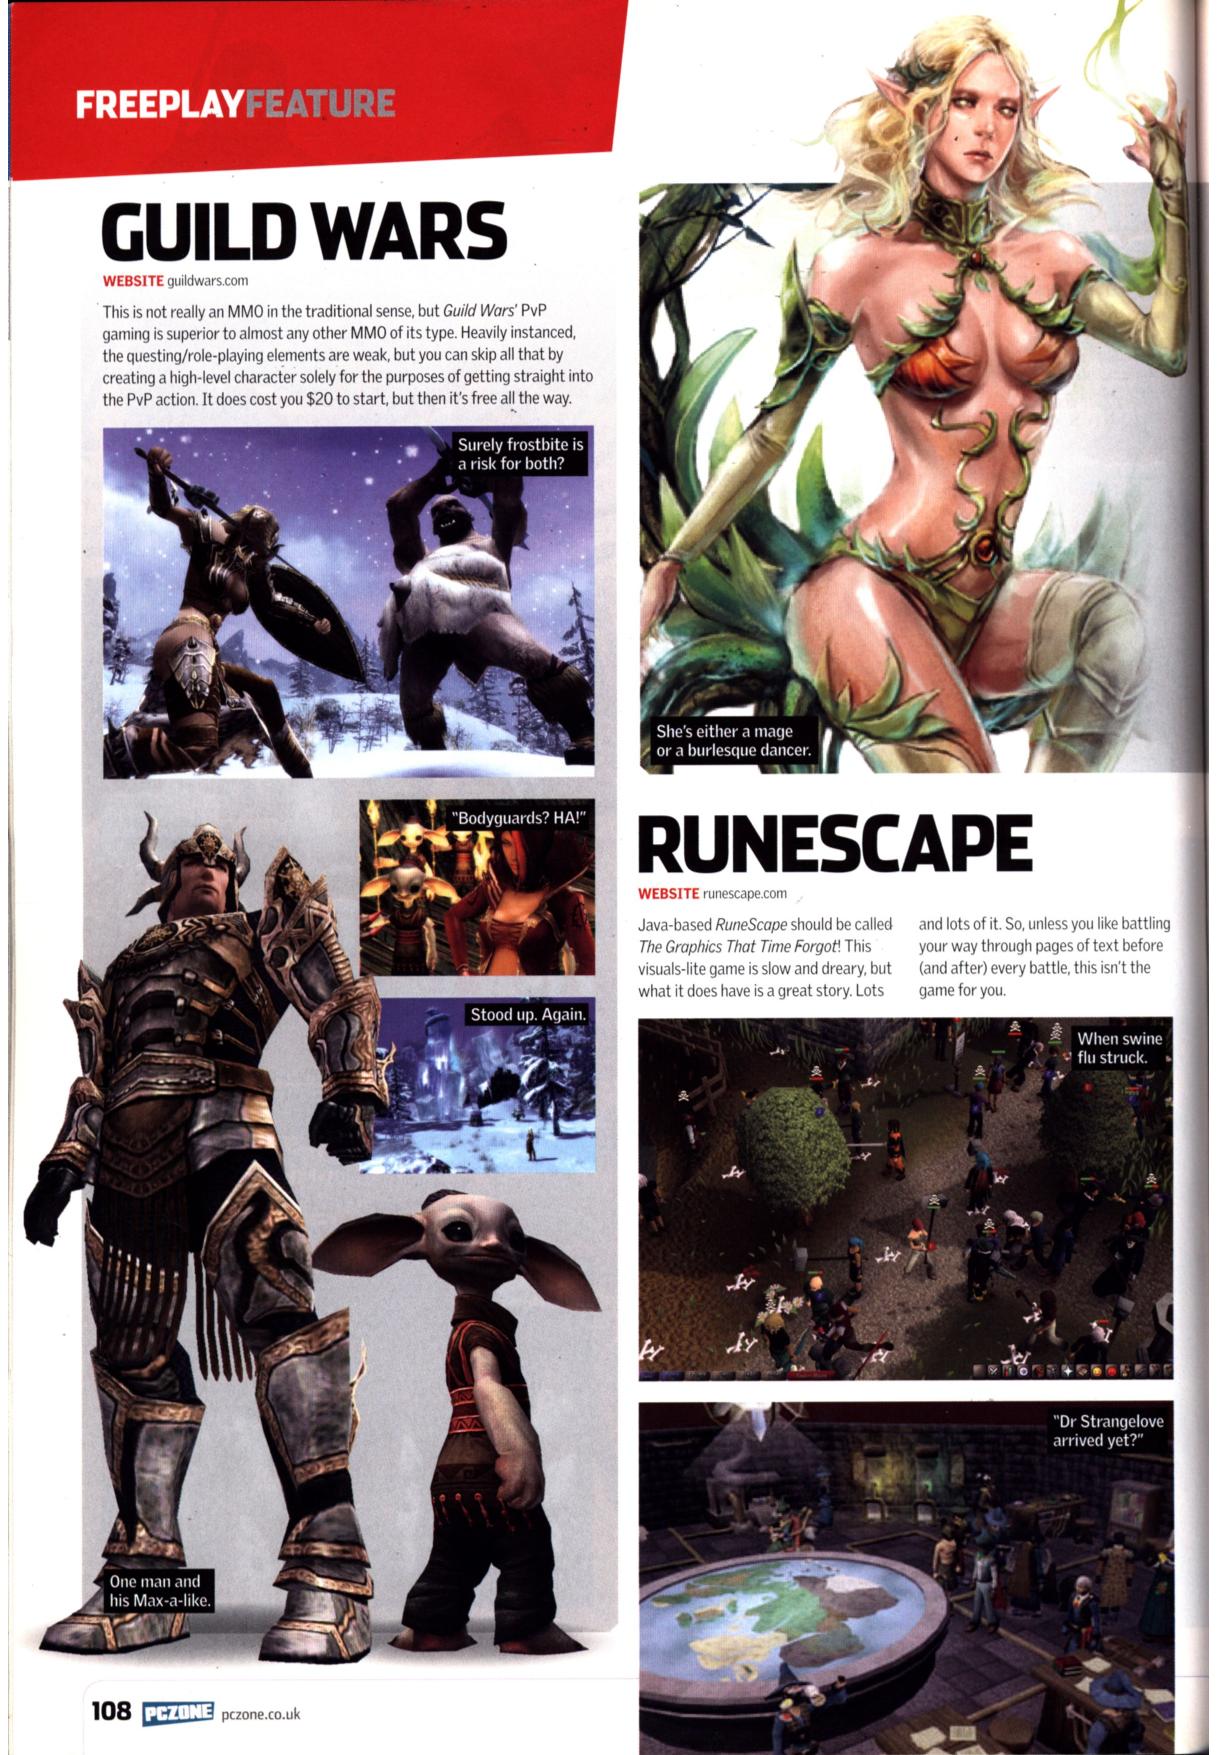 FREEPLAYFEATURE
GUILD WARS
WEBSITE guildwars.com
This is not really an MMO in the traditional sense, but Guild Wars' PvP
gaming is superior to almost any other MMO of its type. Heavily instanced,
the questing/role-playing elements are weak, but you can skip all that by
creating a high-level character solely for the purposes of getting straight into
the PvP action. It does cost you $20 to start, but then it's free all the way.
Surely frostbite is
a risk for both?
"Bodyguards? HA!"
Stood up. Again.
One man and
his Max-a-like.
She's either a mage
or a burlesque dancer.
RUNESCAPE
WEBSITE runescape.com
Java-based RuneScape should be called
The Graphics That Time Forgot! This
visuals-lite game is slow and dreary, but
what it does have is a great story. Lots
and lots of it. So, unless you like battling
your way through pages of text before
(and after) every battle, this isn't the
game for you.
When swine
flu struck.
"Dr Strangelove
arrived yet?"
108 PCZONE pczone.co.uk